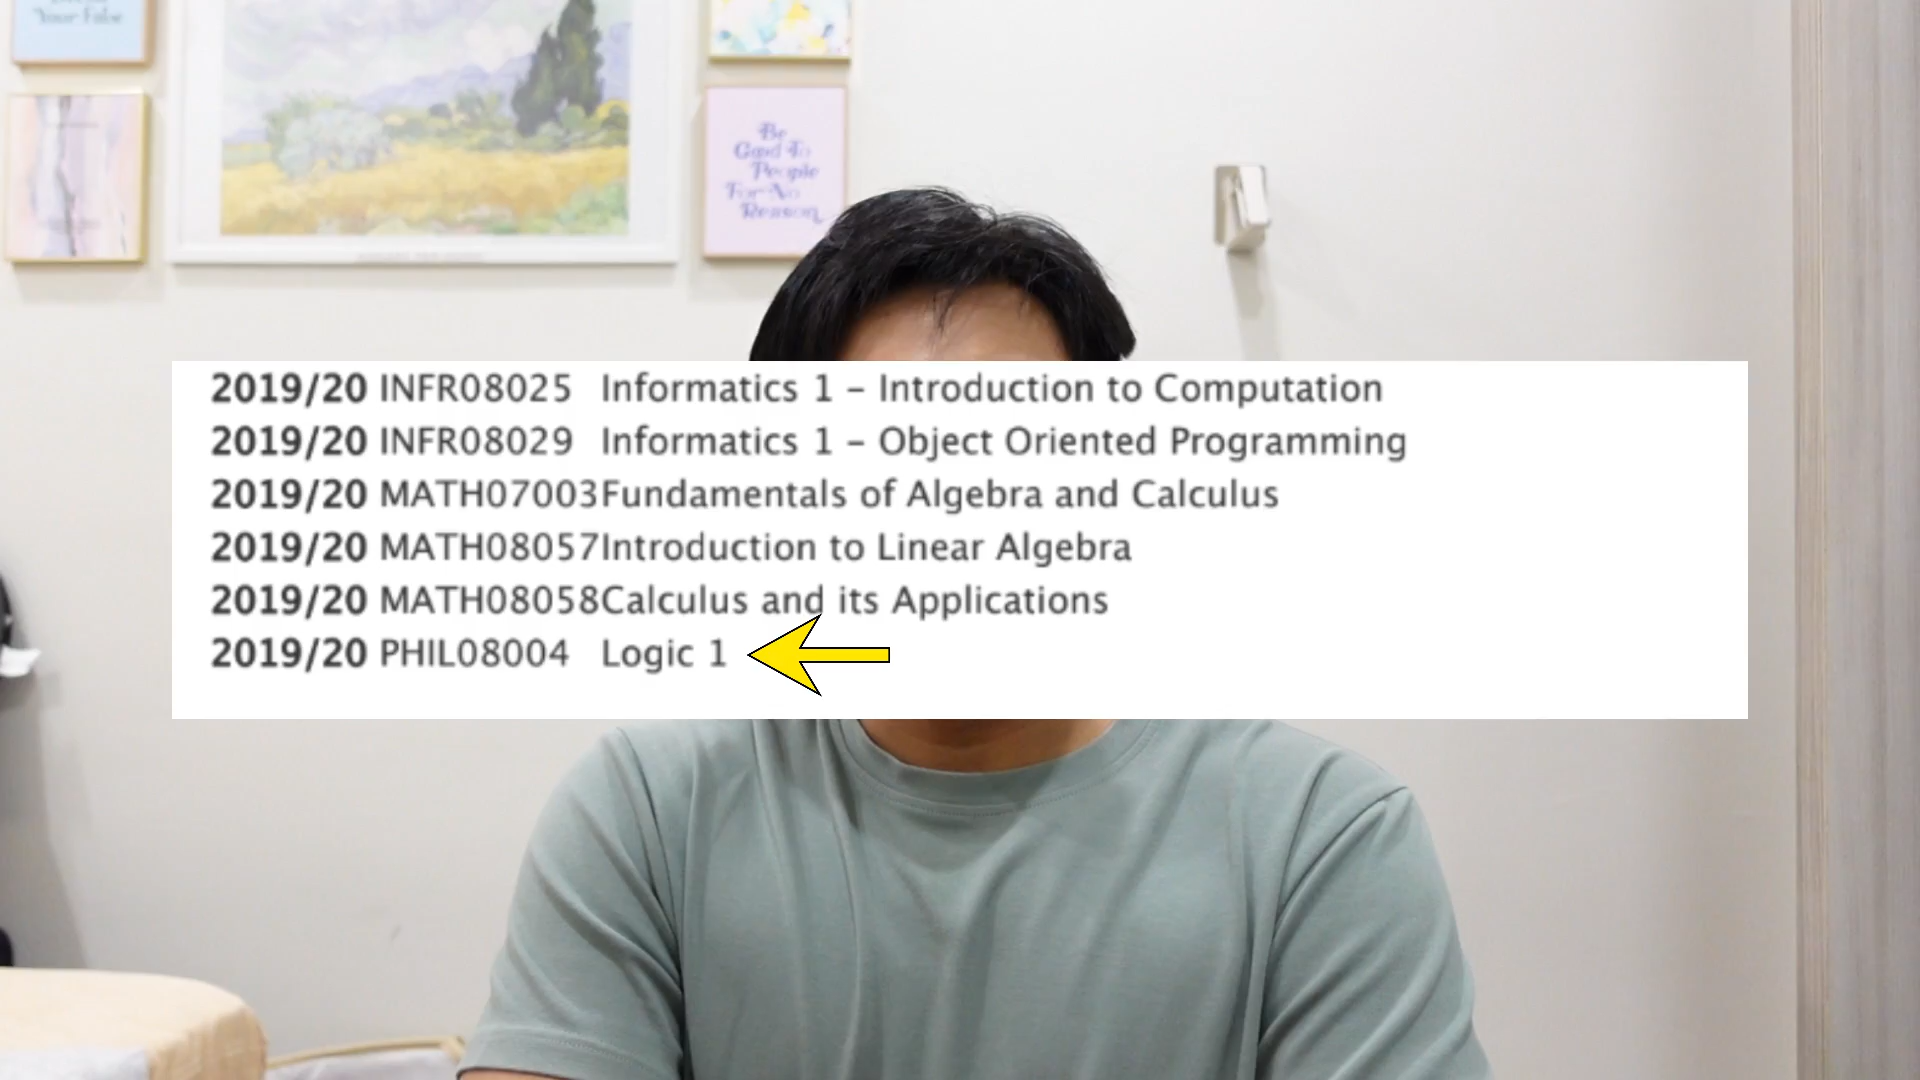 Your False
Be
Good To
People
For No
Reason
2019/20 INFR08025 Informatics 1 – Introduction to Computation
2019/20 INFR08029 Informatics 1 – Object Oriented Programming
2019/20 MATH07003Fundamentals of Algebra and Calculus
2019/20 MATH08057Introduction to Linear Algebra
2019/20 MATH08058Calculus and its Applications
2019/20 PHIL08004 Logic 1